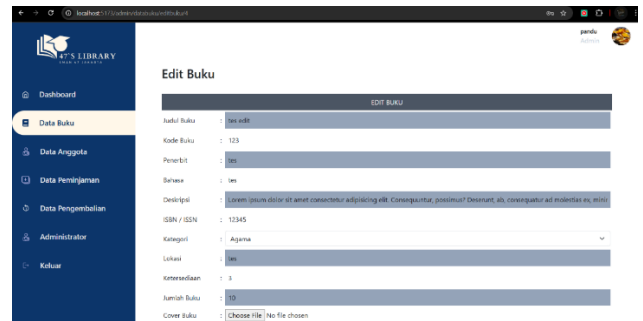 localhost:5173/admin/databuku/editbuku/4
pandu
Admin
47'S LIBRARY
Edit Buku
Dashboard
EDIT BUKU
Data Buku
Judul Buku : tes edit
Kode Buku : 123
Data Anggota
Penerbit : tes
Data Peminjaman
Bahasa : tes
Deskripsi : Lorem ipsum dolor sit amet consectetur adipisicing elit. Consequuntur, possimus? Deserunt, ab, consequatur ad molestias ex, minu
Data Pengembalian
ISBN / ISSN : 12345
Administrator
Kategori : Agama
Lokasi : tes
Keluar
Ketersediaan : 3
Jumlah Buku : 10
Cover Buku : Choose File No file chosen